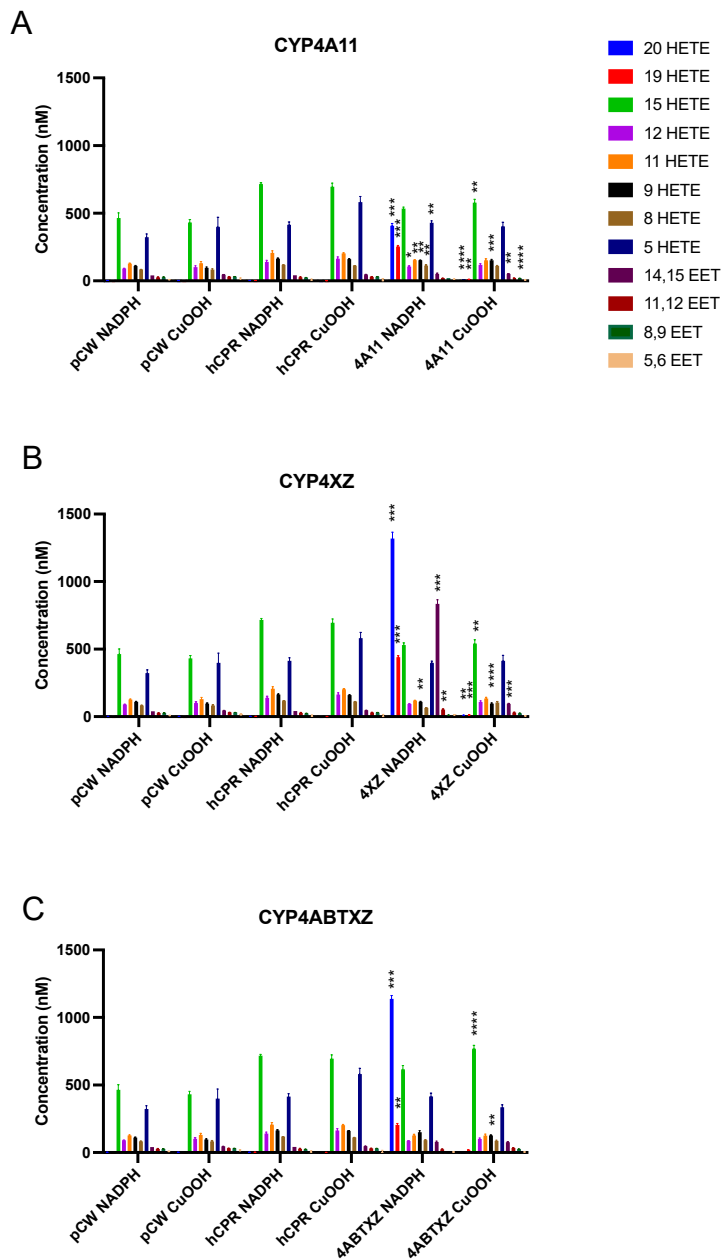 A
CYP4A11
Concentration (nM)
1500
1000
500
0
pCW NADPH
pCW CuOOH
hCPR NADPH
hCPR CuOOH
4A11 NADPH
4A11 CuOOH
***
***
*
**
**
**
**
****
**
**
***
**
****
20 HETE
19 HETE
15 HETE
12 HETE
11 HETE
9 HETE
8 HETE
5 HETE
14,15 EET
11,12 EET
8,9 EET
5,6 EET
B
CYP4XZ
Concentration (nM)
1500
1000
500
0
pCW NADPH
pCW CuOOH
hCPR NADPH
hCPR CuOOH
4XZ NADPH
4XZ CuOOH
***
***
**
***
**
**
***
**
****
***
C
CYP4ABTXZ
Concentration (nM)
1500
1000
500
0
pCW NADPH
pCW CuOOH
hCPR NADPH
hCPR CuOOH
4ABTXZ NADPH
4ABTXZ CuOOH
***
**
****
**